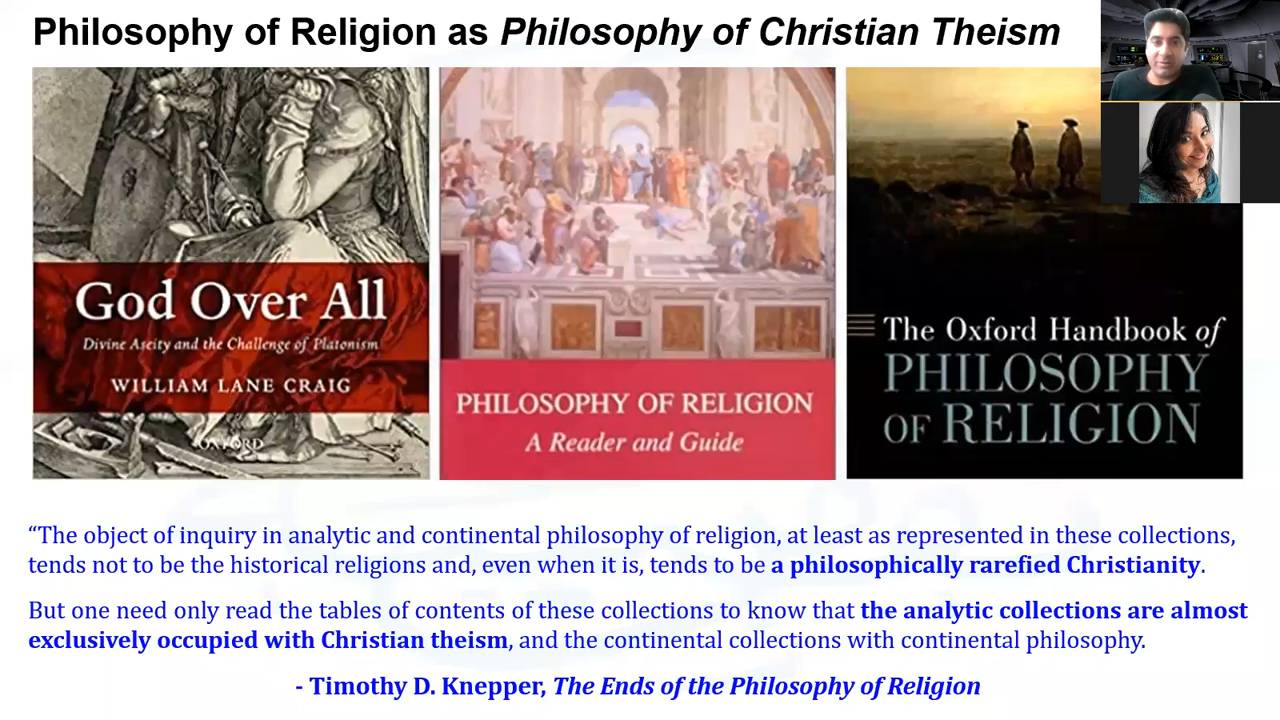 Philosophy of Religion as Philosophy of Christian Theism
God Over All
Divine Aseity and the Challenge of Platonism
WILLIAM LANE CRAIG
OXFORD
PHILOSOPHY OF RELIGION
A Reader and Guide
The Oxford Handbook of
PHILOSOPHY
OF RELIGION
“The object of inquiry in analytic and continental philosophy of religion, at least as represented in these collections,
tends not to be the historical religions and, even when it is, tends to be a philosophically rarefied Christianity.
But one need only read the tables of contents of these collections to know that the analytic collections are almost
exclusively occupied with Christian theism, and the continental collections with continental philosophy.
- Timothy D. Knepper, The Ends of the Philosophy of Religion